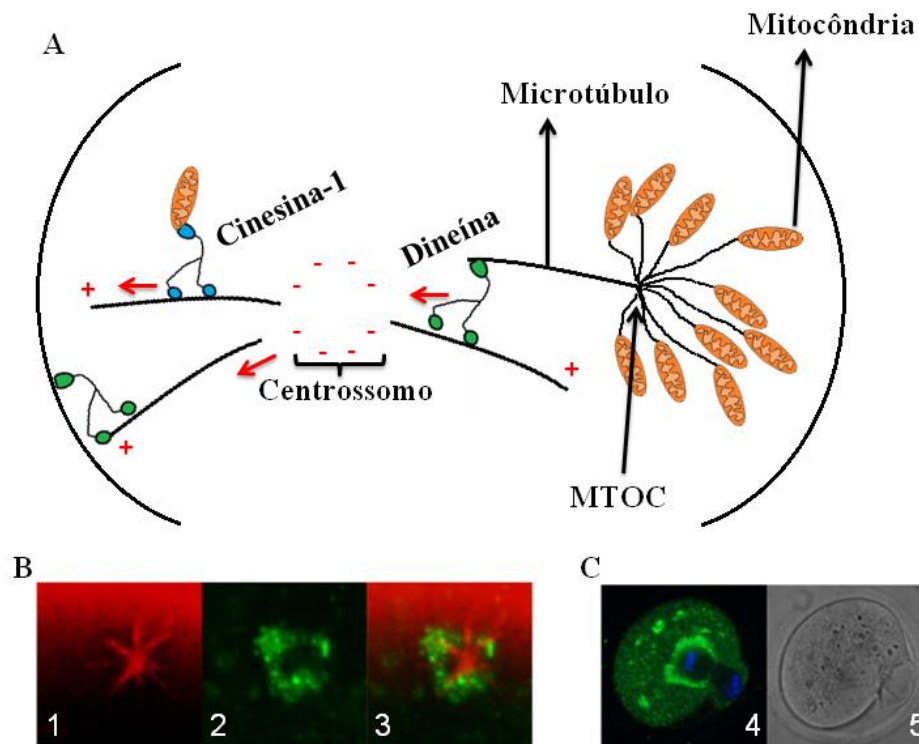 A
Mitocôndria
Microtúbulo
Cinesina-1
Dineína
+
- - - - - - - -
+
+
Centrossomo
MTOC
B
C
1
2
3
4
5